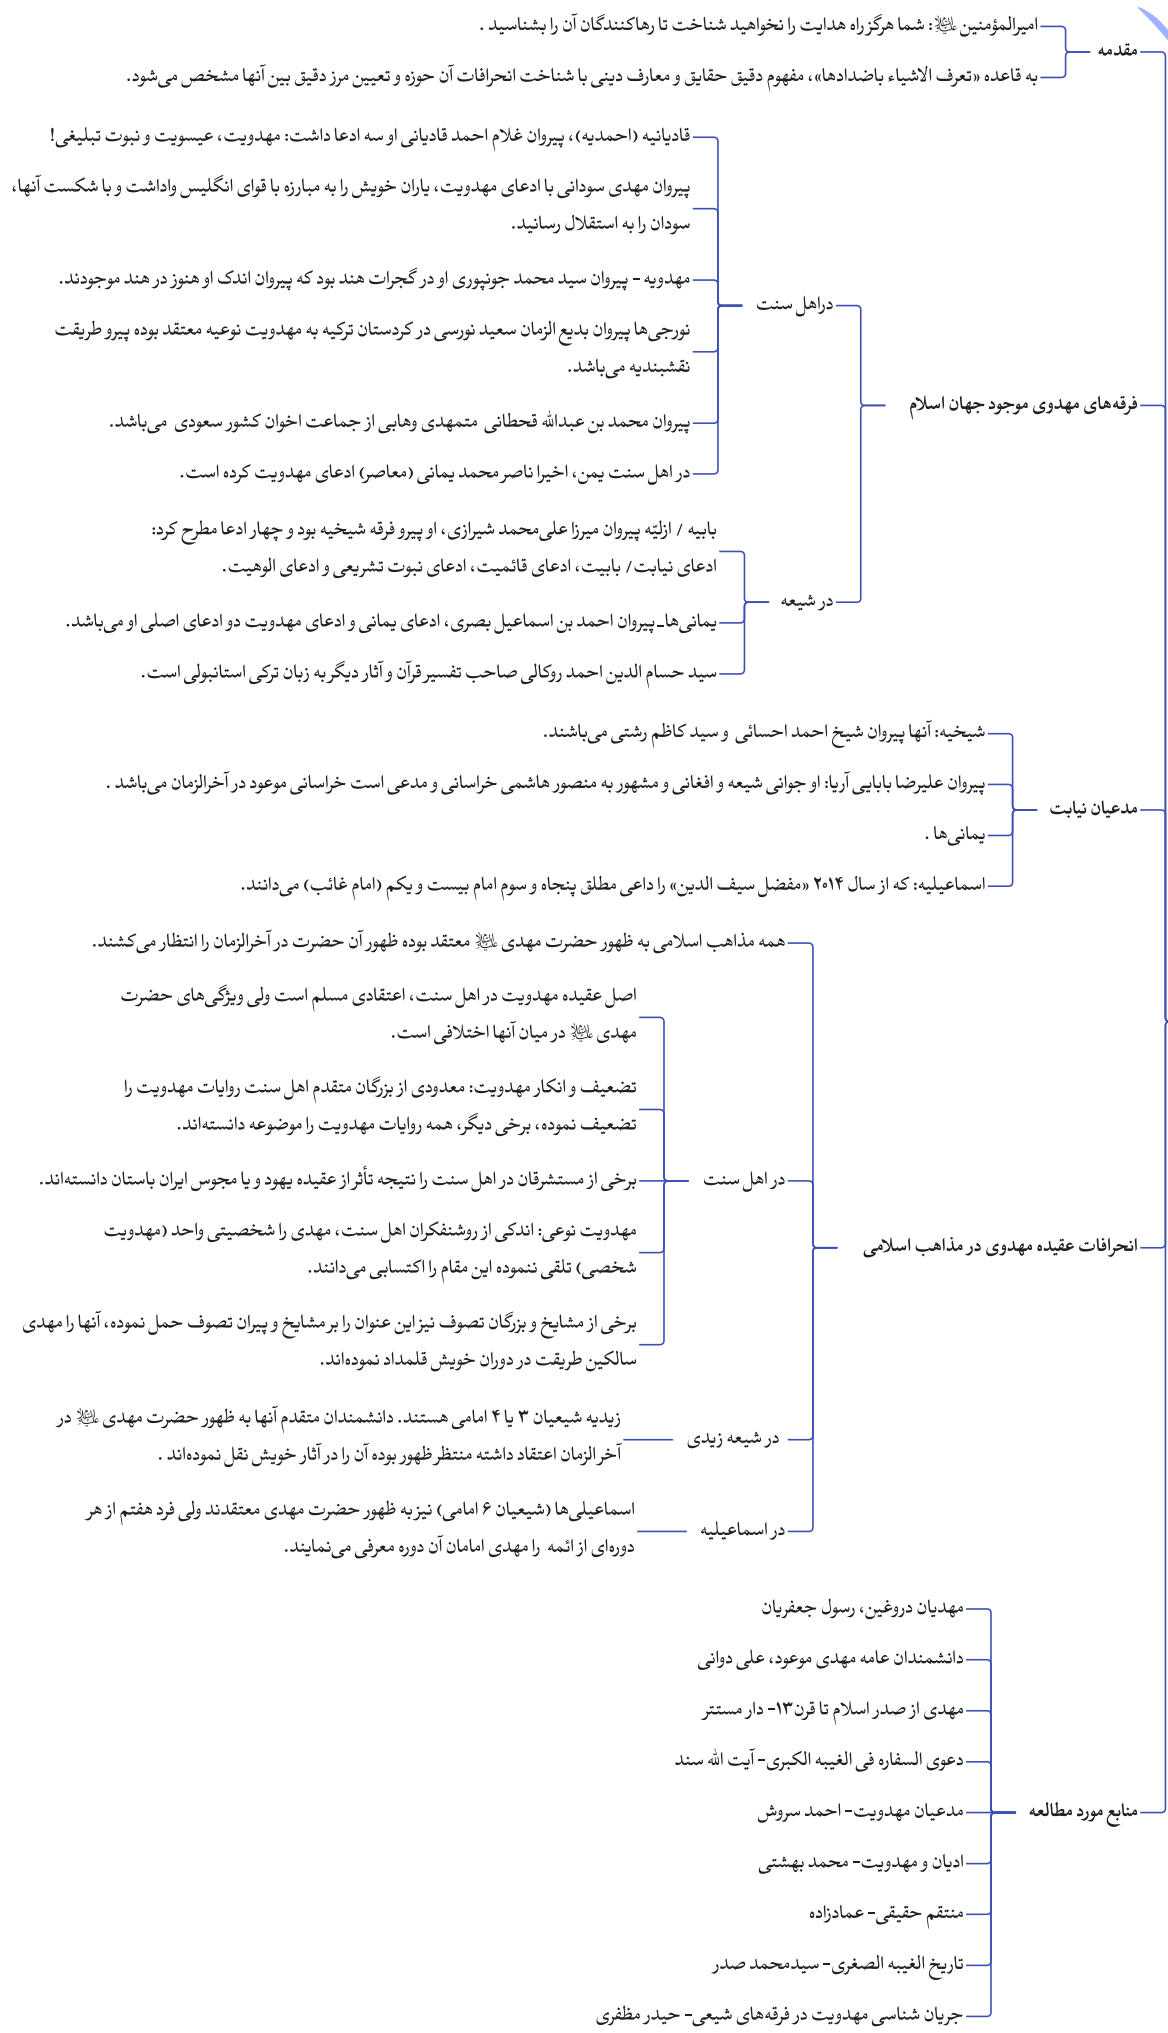 مقدمه
امیرالمؤمنین علیه‌السلام: شما هرگز راه هدایت را نخواهید شناخت تا رهاکنندگان آن را بشناسید .
به قاعده «تعرف الاشیاء باضدادها»، مفهوم دقیق حقایق و معارف دینی با شناخت انحرافات آن حوزه و تعیین مرز دقیق بین آنها مشخص می‌شود.
فرقه‌های مهدوی موجود جهان اسلام
دراهل سنت
قادیانیه (احمدیه)، پیروان غلام احمد قادیانی او سه ادعا داشت: مهدویت، عیسویت و نبوت تبلیغی!
پیروان مهدی سودانی با ادعای مهدویت، یاران خویش را به مبارزه با قوای انگلیس واداشت و با شکست آنها،
سودان را به استقلال رسانید.
مهدویه - پیروان سید محمد جونپوری او در گجرات هند بود که پیروان اندک او هنوز در هند موجودند.
نورجی‌ها پیروان بدیع الزمان سعید نورسی در کردستان ترکیه به مهدویت نوعیه معتقد بوده پیرو طریقت
نقشبندیه می‌باشد.
پیروان محمد بن عبدالله قحطانی متمهدی وهابی از جماعت اخوان کشور سعودی می‌باشد.
در اهل سنت یمن، اخیرا ناصر محمد یمانی (معاصر) ادعای مهدویت کرده است.
در شیعه
بابیه / ازلیّه پیروان میرزا علی‌محمد شیرازی، او پیرو فرقه شیخیه بود و چهار ادعا مطرح کرد:
ادعای نیابت/ بابیت، ادعای قائمیت، ادعای نبوت تشریعی و ادعای الوهیت.
یمانی‌ها_پیروان احمد بن اسماعیل بصری، ادعای یمانی و ادعای مهدویت دو ادعای اصلی او می‌باشد.
سید حسام الدین احمد روکالی صاحب تفسیر قرآن و آثار دیگر به زبان ترکی استانبولی است.
مدعیان نیابت
شیخیه: آنها پیروان شیخ احمد احسائی و سید کاظم رشتی می‌باشند.
پیروان علیرضا بابایی آریا: او جوانی شیعه و افغانی و مشهور به منصور هاشمی خراسانی و مدعی است خراسانی موعود در آخرالزمان می‌باشد .
یمانی‌ها .
اسماعیلیه: که از سال ۲۰۱۴ «مفضل سیف الدین» را داعی مطلق پنجاه و سوم امام بیست و یکم (امام غائب) می‌دانند.
انحرافات عقیده مهدوی در مذاهب اسلامی
همه مذاهب اسلامی به ظهور حضرت مهدی علیه‌السلام معتقد بوده ظهور آن حضرت در آخرالزمان را انتظار می‌کشند.
در اهل سنت
اصل عقیده مهدویت در اهل سنت، اعتقادی مسلم است ولی ویژگی‌های حضرت
مهدی علیه‌السلام در میان آنها اختلافی است.
تضعیف و انکار مهدویت: معدودی از بزرگان متقدم اهل سنت روایات مهدویت را
تضعیف نموده، برخی دیگر، همه روایات مهدویت را موضوعه دانسته‌اند.
برخی از مستشرقان در اهل سنت را نتیجه تأثر از عقیده یهود و یا مجوس ایران باستان دانسته‌اند.
مهدویت نوعی: اندکی از روشنفکران اهل سنت، مهدی را شخصیتی واحد (مهدویت
شخصی) تلقی ننموده این مقام را اکتسابی می‌دانند.
برخی از مشایخ و بزرگان تصوف نیز این عنوان را بر مشایخ و پیران تصوف حمل نموده، آنها را مهدی
سالکین طریقت در دوران خویش قلمداد نموده‌اند.
در شیعه زیدی
زیدیه شیعیان ۳ یا ۴ امامی هستند. دانشمندان متقدم آنها به ظهور حضرت مهدی علیه‌السلام در
آخر الزمان اعتقاد داشته منتظر ظهور بوده آن را در آثار خویش نقل نموده‌اند .
در اسماعیلیه
اسماعیلی‌ها (شیعیان ۶ امامی) نیز به ظهور حضرت مهدی معتقدند ولی فرد هفتم از هر
دوره‌ای از ائمه را مهدی امامان آن دوره معرفی می‌نمایند.
منابع مورد مطالعه
مهدیان دروغین، رسول جعفریان
دانشمندان عامه مهدی موعود، علی دوانی
مهدی از صدر اسلام تا قرن۱۳- دار مستتر
دعوی السفاره فی الغیبه الکبری- آیت الله سند
مدعیان مهدویت- احمد سروش
ادیان و مهدویت- محمد بهشتی
منتقم حقیقی- عمادزاده
تاریخ الغیبه الصغری- سیدمحمد صدر
جریان شناسی مهدویت در فرقه‌های شیعی- حیدر مظفری